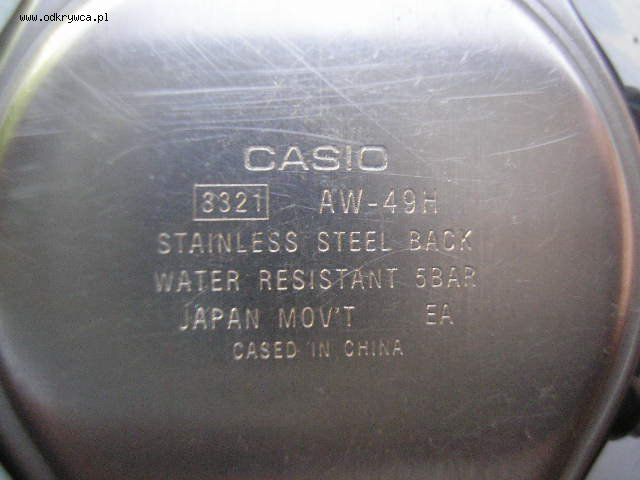 www.odkrywca.pl
CASIO
3321 AW-49H
STAINLESS STEEL BACK
WATER RESISTANT 5BAR
JAPAN MOV'T EA
CASED IN CHINA